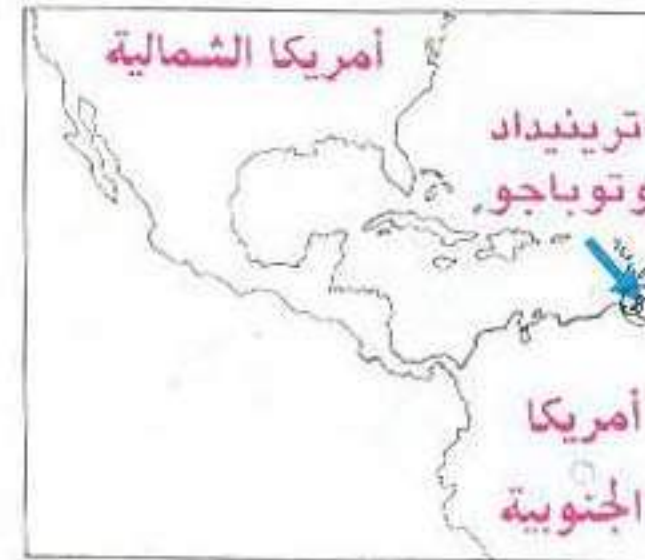 أمريكا الشمالية
ترينيداد
وتوباجو
أمريكا
الجنوبية